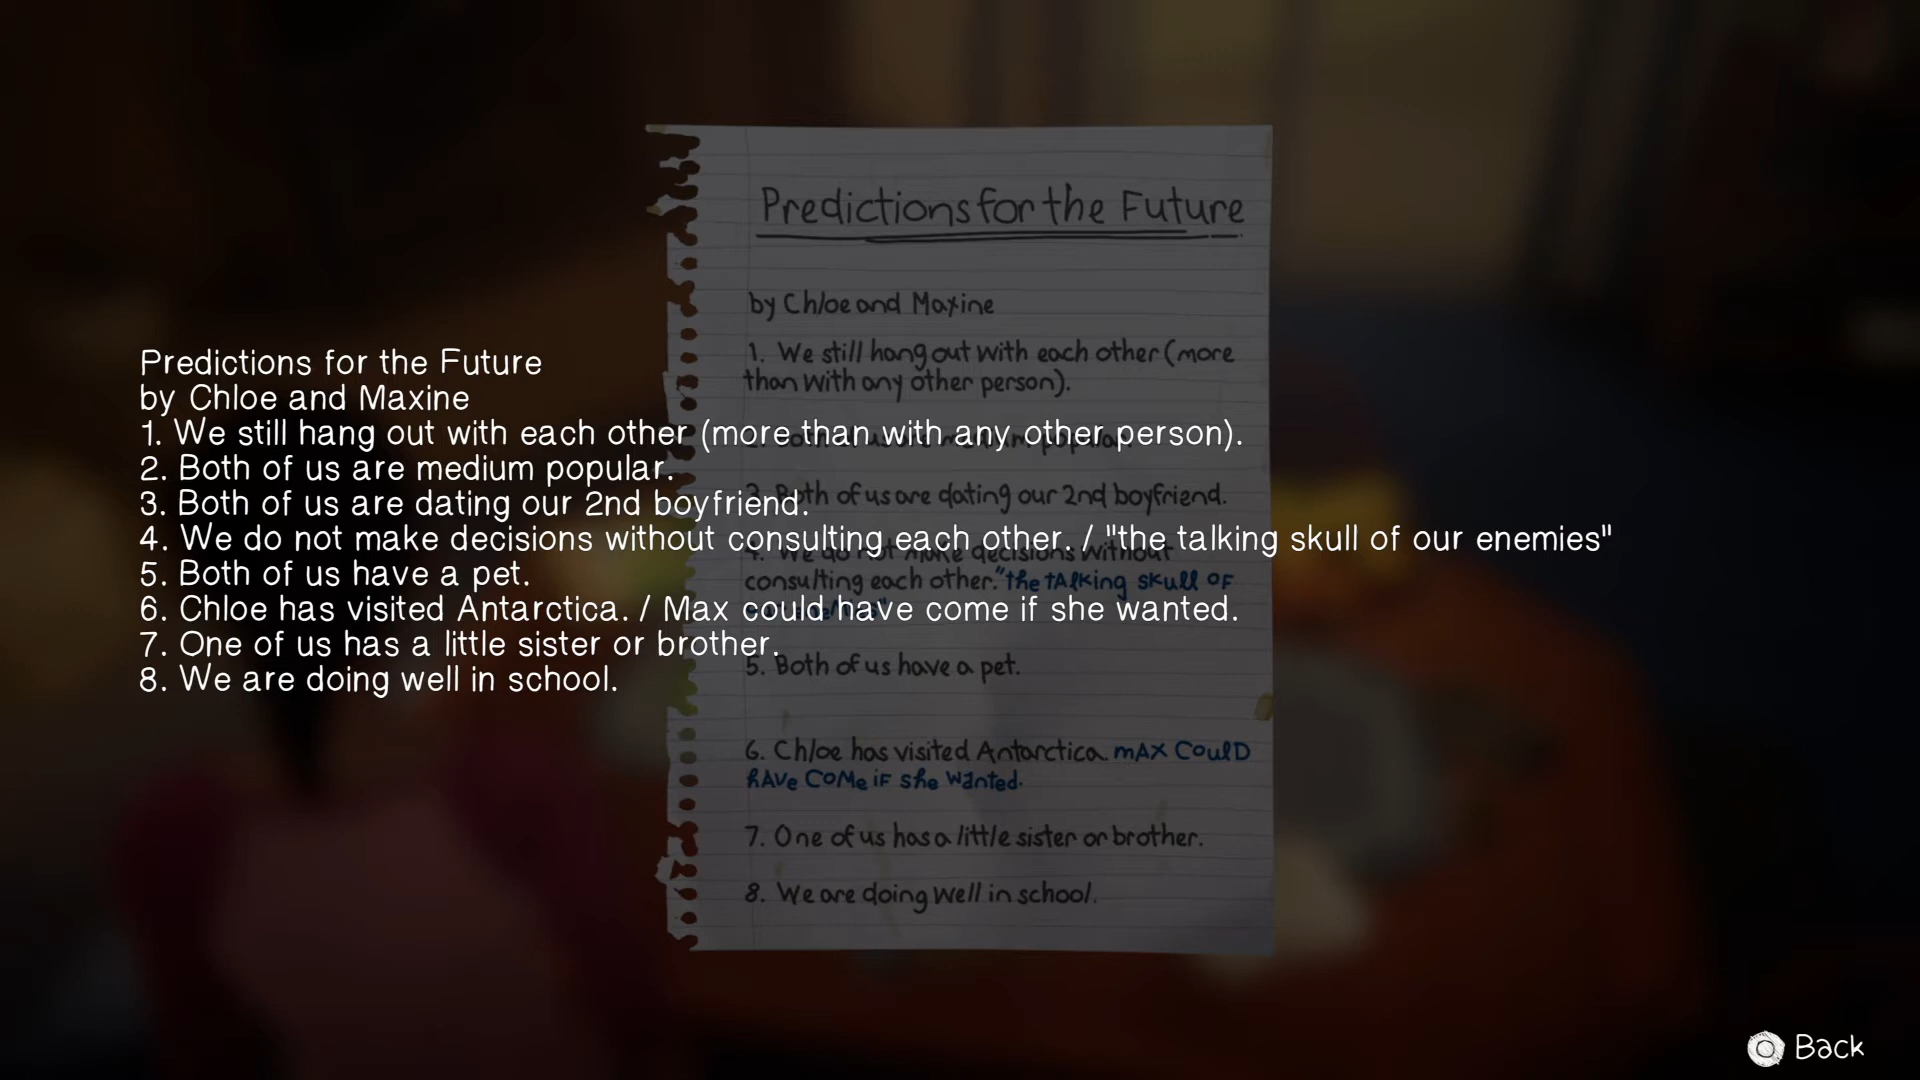 Predictions for the Future
by Chloe and Maxine
1. We still hang out with each other (more than with any other person).
2. Both of us are medium popular.
3. Both of us are dating our 2nd boyfriend.
4. We do not make decisions without consulting each other. / "the talking skull of our enemies"
5. Both of us have a pet.
6. Chloe has visited Antarctica. / Max could have come if she wanted.
7. One of us has a little sister or brother.
8. We are doing well in school.
Predictions for the Future
by Chloe and Maxine
1. We still hang out with each other (more
than with any other person).
3. Both of us are dating our 2nd boyfriend.
4. We do not make decisions without
consulting each other. "the tAlking skull oF
5. Both of us have a pet.
6. Chloe has visited Antarctica. mAX CoulD
hAve CoMe iF she wanted.
7. One of us has a little sister or brother.
8. We are doing well in school.
Back